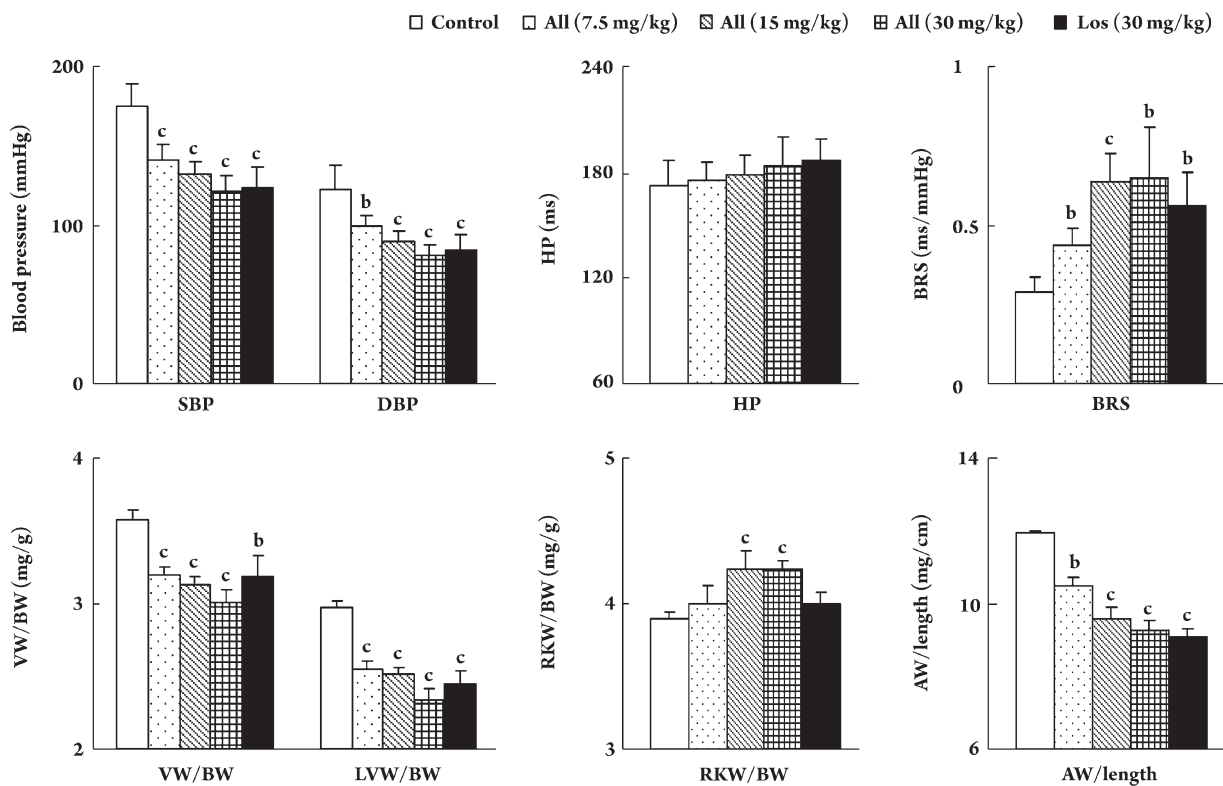 Control All (7.5 mg/kg) All (15 mg/kg) All (30 mg/kg) Los (30 mg/kg)
Blood pressure (mmHg)
200
100
0
c
c
c
c
b
c
c
c
SBP DBP
HP (ms)
240
180
120
60
HP
BRS (ms/mmHg)
1
0.5
0
b
c
b
b
BRS
VW/BW (mg/g)
4
3
2
c
c
c
b
c
c
c
c
VW/BW LVW/BW
RKW/BW (mg/g)
5
4
3
c
c
RKW/BW
AW/length (mg/cm)
14
10
6
b
c
c
c
AW/length